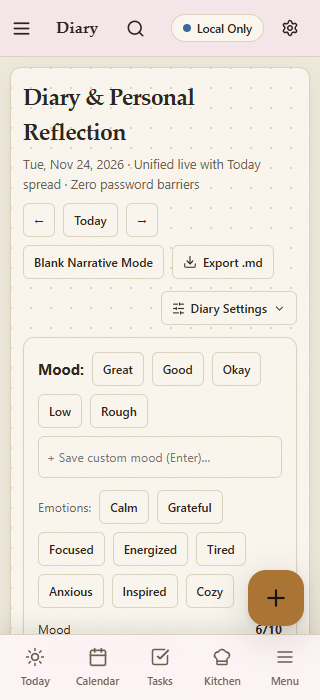 Diary
Local Only
Diary & Personal
Reflection
Tue, Nov 24, 2026 · Unified live with Today
spread · Zero password barriers
← Today →
Blank Narrative Mode Export .md
Diary Settings
Mood: Great Good Okay
Low Rough
+ Save custom mood (Enter)...
Emotions: Calm Grateful
Focused Energized Tired
Anxious Inspired Cozy
Mood 6/10
Today Calendar Tasks Kitchen Menu